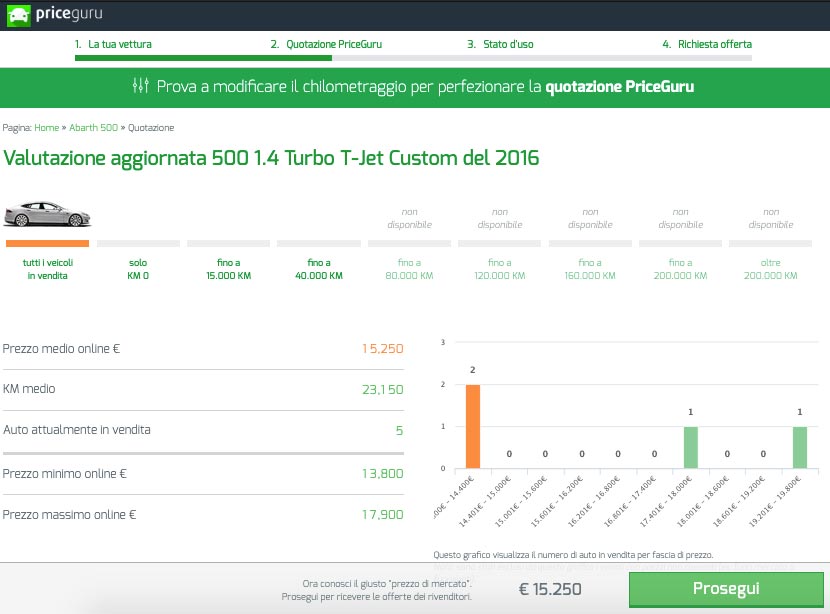 priceguru
1. La tua vettura
2. Quotazione PriceGuru
3. Stato d'uso
4. Richiesta offerta
Prova a modificare il chilometraggio per perfezionare la quotazione PriceGuru
Pagina: Home » Abarth 500 » Quotazione
Valutazione aggiornata 500 1.4 Turbo T-Jet Custom del 2016
non disponibile
non disponibile
non disponibile
non disponibile
non disponibile
tutti i veicoli in vendita
solo KM 0
fino a 15.000 KM
fino a 40.000 KM
fino a 80.000 KM
fino a 120.000 KM
fino a 160.000 KM
fino a 200.000 KM
oltre 200.000 KM
Prezzo medio online € 15,250
KM medio 23,150
Auto attualmente in vendita 5
Prezzo minimo online € 13,800
Prezzo massimo online € 17,900
3
2
1
0
2 0 0 0 0 0 1 0 0 1
00€ - 14.400€
14.401€ - 15.000€
15.001€ - 15.600€
15.601€ - 16.200€
16.201€ - 16.800€
16.801€ - 17.400€
17.401€ - 18.000€
18.001€ - 18.600€
18.601€ - 19.200€
19.201€ - 19.800€
Questo grafico visualizza il numero di auto in vendita per fascia di prezzo.
Ora conosci il giusto "prezzo di mercato".
Prosegui per ricevere le offerte dei rivenditori.
€ 15.250
Prosegui